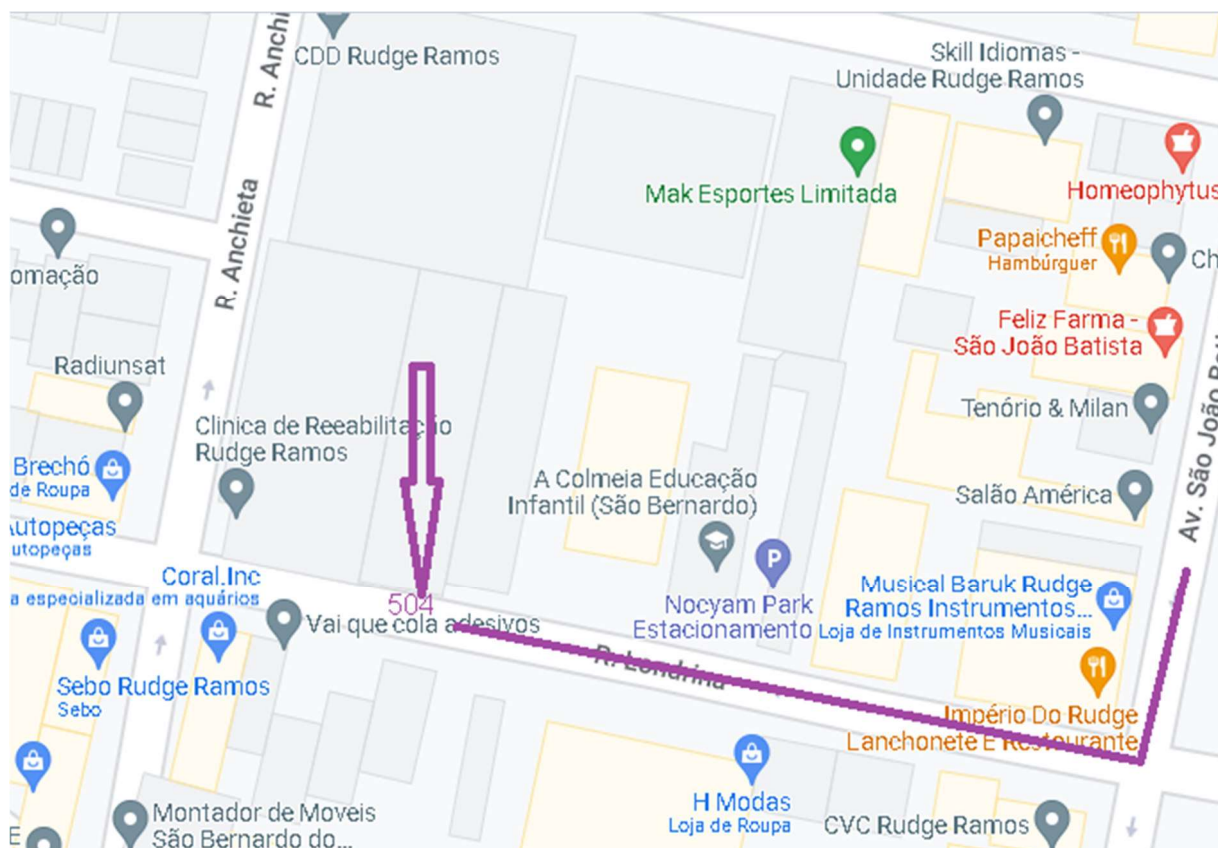 CDD Rudge Ramos
R. Anchieta
R. Anchieta
Skill Idiomas -
Unidade Rudge Ramos
Mak Esportes Limitada
Homeophytus
Papaicheff
Hambúrguer
Ch
omação
Feliz Farma -
São João Batista
Radiunsat
Tenório & Milan
Clinica de Reeabilitação
Rudge Ramos
Brechó
de Roupa
A Colmeia Educação
Infantil (São Bernardo)
Salão América
Av. São João
Autopeças
utopeças
Coral.Inc
a especializada em aquários
504
Vai que cola adesivos
Nocyam Park
Estacionamento
Musical Baruk Rudge
Ramos Instrumentos...
Loja de Instrumentos Musicais
R. Londrina
Sebo Rudge Ramos
Sebo
Império Do Rudge
Lanchonete E Restaurante
H Modas
Loja de Roupa
CVC Rudge Ramos
Montador de Moveis
São Bernardo do...
E